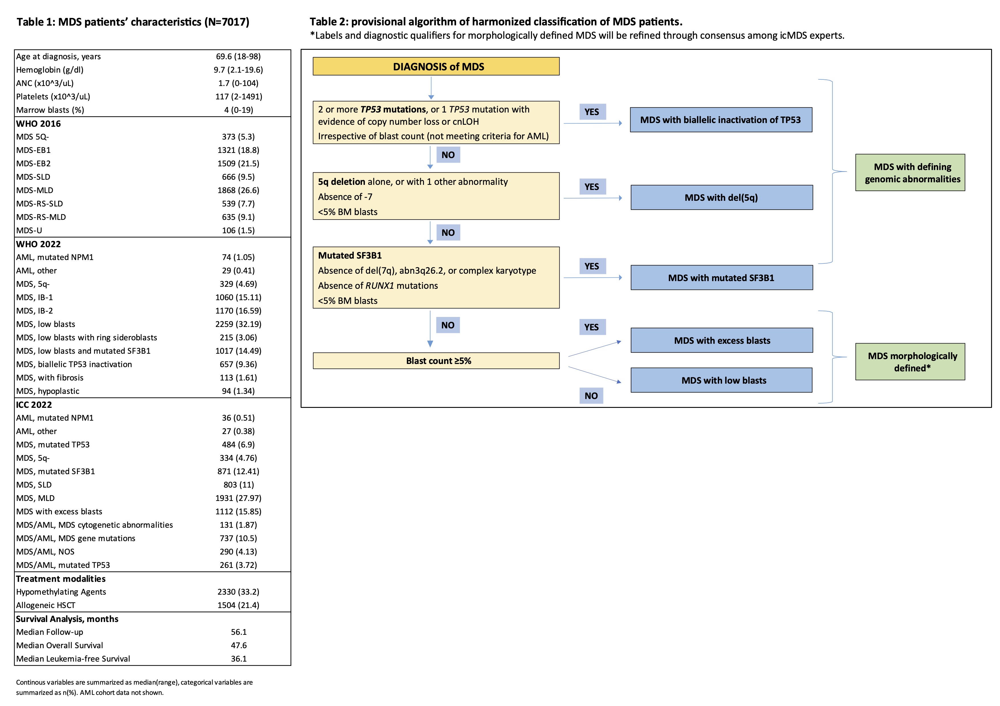 Table 1: MDS patients’ characteristics (N=7017)
Age at diagnosis, years 69.6 (18-98)
Hemoglobin (g/dl) 9.7 (2.1-19.6)
ANC (x10^3/uL) 1.7 (0-104)
Platelets (x10^3/uL) 117 (2-1491)
Marrow blasts (%) 4 (0-19)
WHO 2016
MDS 5Q- 373 (5.3)
MDS-EB1 1321 (18.8)
MDS-EB2 1509 (21.5)
MDS-SLD 666 (9.5)
MDS-MLD 1868 (26.6)
MDS-RS-SLD 539 (7.7)
MDS-RS-MLD 635 (9.1)
MDS-U 106 (1.5)
WHO 2022
AML, mutated NPM1 74 (1.05)
AML, other 29 (0.41)
MDS, 5q- 329 (4.69)
MDS, IB-1 1060 (15.11)
MDS, IB-2 1170 (16.59)
MDS, low blasts 2259 (32.19)
MDS, low blasts with ring sideroblasts 215 (3.06)
MDS, low blasts and mutated SF3B1 1017 (14.49)
MDS, biallelic TP53 inactivation 657 (9.36)
MDS, with fibrosis 113 (1.61)
MDS, hypoplastic 94 (1.34)
ICC 2022
AML, mutated NPM1 36 (0.51)
AML, other 27 (0.38)
MDS, mutated TP53 484 (6.9)
MDS, 5q- 334 (4.76)
MDS, mutated SF3B1 871 (12.41)
MDS, SLD 803 (11)
MDS, MLD 1931 (27.97)
MDS with excess blasts 1112 (15.85)
MDS/AML, MDS cytogenetic abnormalities 131 (1.87)
MDS/AML, MDS gene mutations 737 (10.5)
MDS/AML, NOS 290 (4.13)
MDS/AML, mutated TP53 261 (3.72)
Treatment modalities
Hypomethylating Agents 2330 (33.2)
Allogeneic HSCT 1504 (21.4)
Survival Analysis, months
Median Follow-up 56.1
Median Overall Survival 47.6
Median Leukemia-free Survival 36.1
Continous variables are summarized as median(range), categorical variables are
summarized as n(%). AML cohort data not shown.
Table 2: provisional algorithm of harmonized classification of MDS patients.
*Labels and diagnostic qualifiers for morphologically defined MDS will be refined through consensus among icMDS experts.
DIAGNOSIS of MDS
2 or more TP53 mutations, or 1 TP53 mutation with
evidence of copy number loss or cnLOH
Irrespective of blast count (not meeting criteria for AML)
YES
MDS with biallelic inactivation of TP53
NO
5q deletion alone, or with 1 other abnormality
Absence of -7
<5% BM blasts
YES
MDS with del(5q)
NO
Mutated SF3B1
Absence of del(7q), abn3q26.2, or complex karyotype
Absence of RUNX1 mutations
<5% BM blasts
YES
MDS with mutated SF3B1
MDS with defining
genomic abnormalities
NO
Blast count ≥5%
YES
MDS with excess blasts
NO
MDS with low blasts
MDS morphologically
defined*